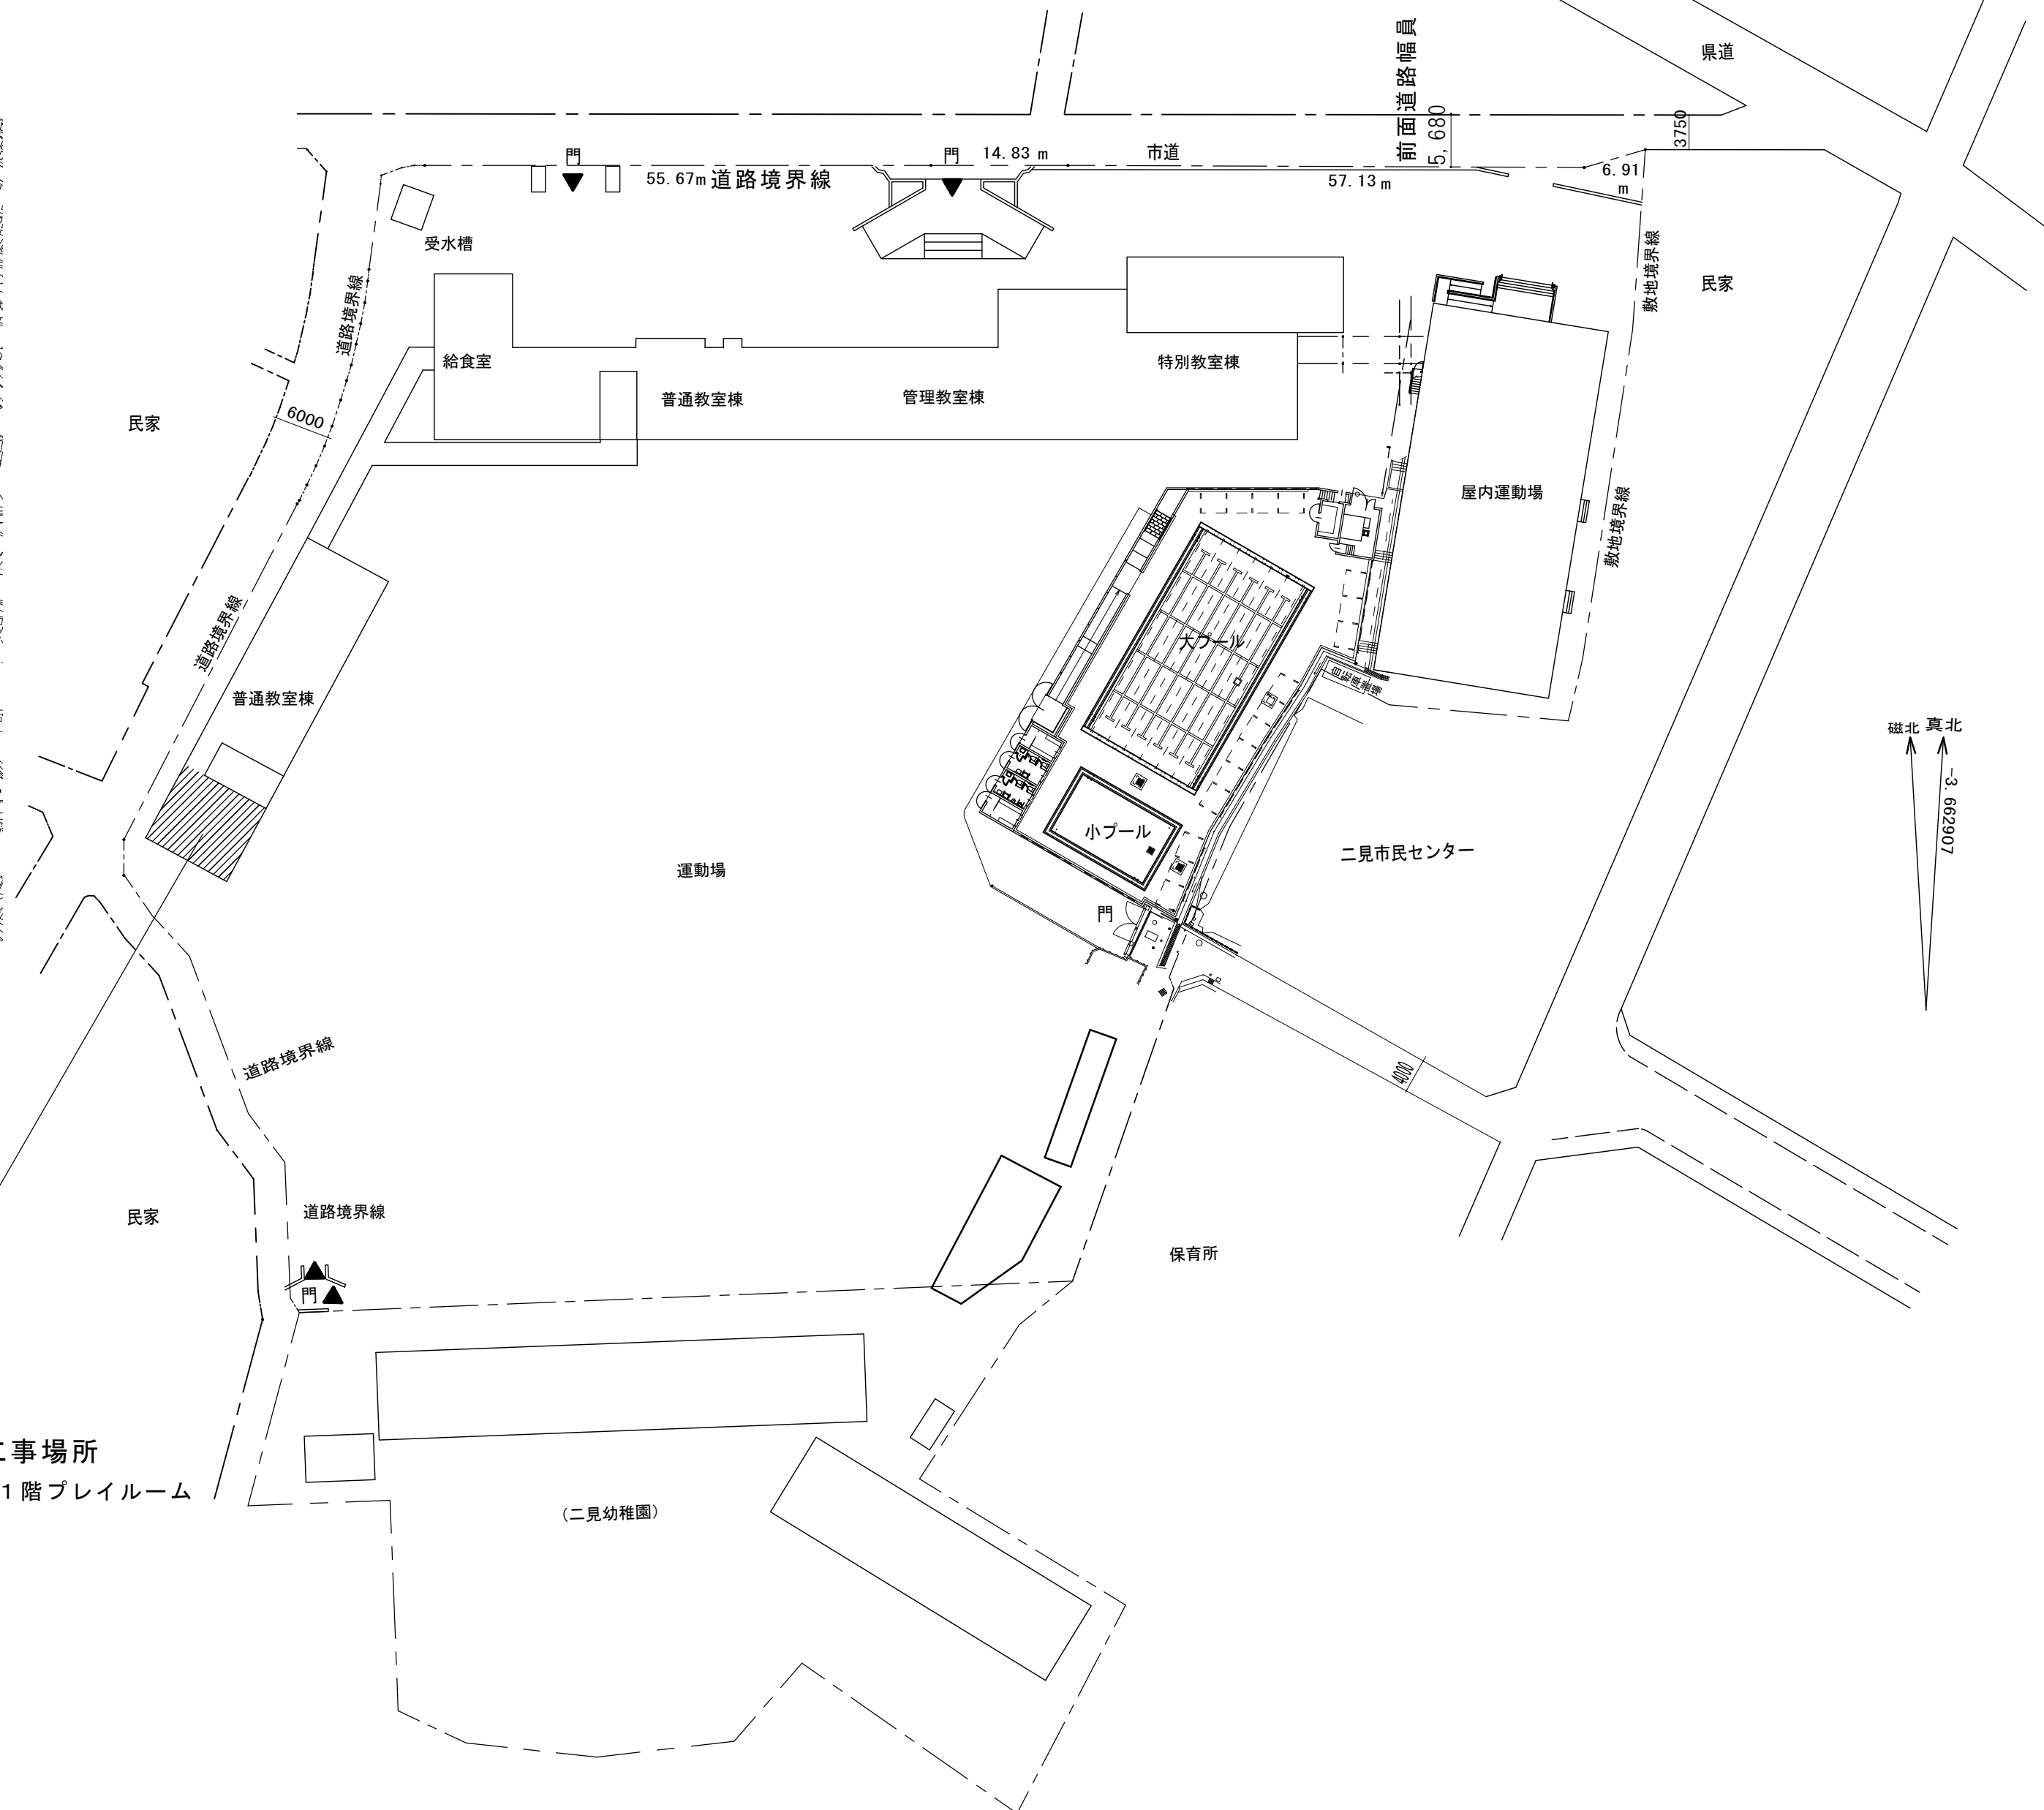 県道
前面道路幅員
5,680
3750
門
門
14.83 m
市道
55.67m
道路境界線
57.13 m
6.91 m
受水槽
敷地境界線
民家
道路境界線
給食室
特別教室棟
普通教室棟
管理教室棟
民家
6000
屋内運動場
敷地境界線
道路境界線
大プール
自転車置場
普通教室棟
磁北
真北
-3.662907
小プール
二見市民センター
運動場
門
道路境界線
4000
民家
道路境界線
保育所
門
事場所
1階プレイルーム
(二見幼稚園)